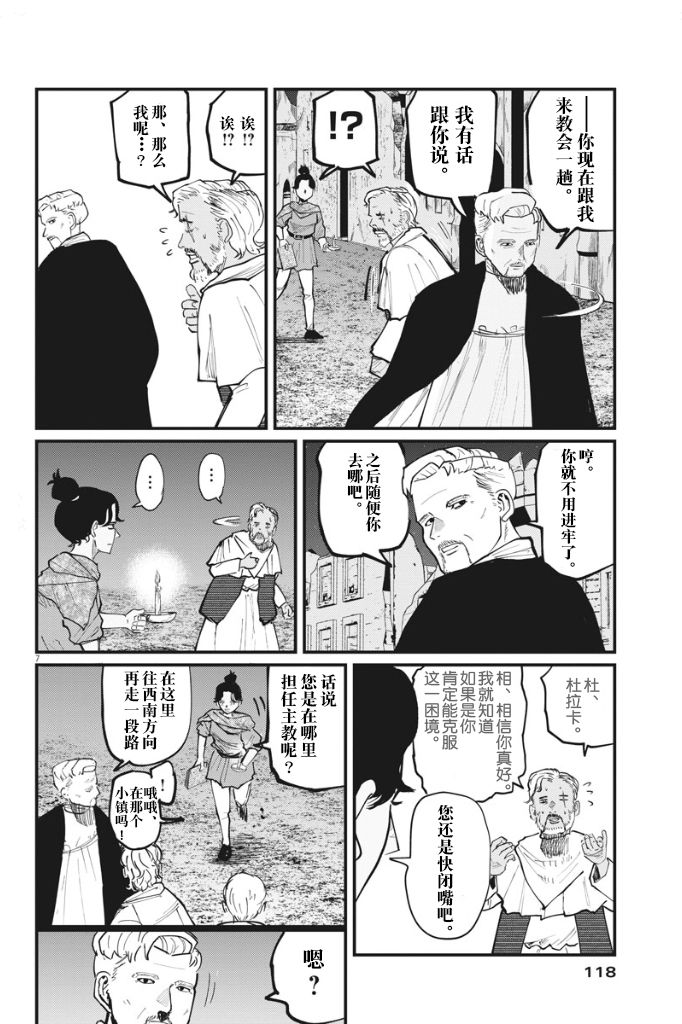 ——你现在跟我
来教会一趟。
我有话
跟你说。
!?
诶!?
诶!?
那、那么
我呢…?
哼。
你就不用进牢了。
之后随便你
去哪吧。
…
…
杜、
杜拉卡。
相、相信你真好。
我就知道
如果是你
肯定能克服
这一困境。
您还是快闭嘴吧。
话说
您是在哪里
担任主教呢?
在这里
往西南方向
再走一段路
!
哦哦、
在那个
小镇吗!
嗯?
7
118